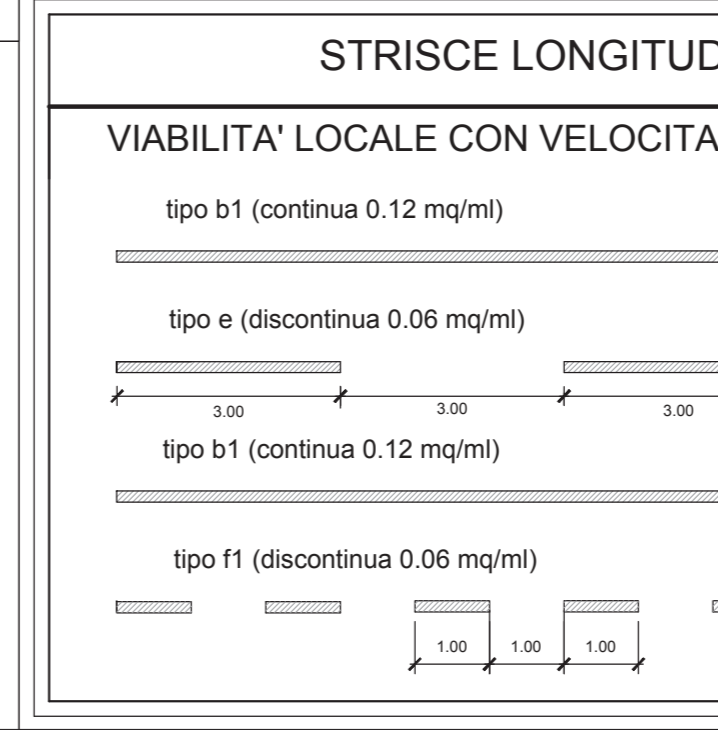 STRISCE LONGITUD
VIABILITA' LOCALE CON VELOCITA
tipo b1 (continua 0.12 mq/ml)
tipo e (discontinua 0.06 mq/ml)
3.00 3.00 3.00
tipo b1 (continua 0.12 mq/ml)
tipo f1 (discontinua 0.06 mq/ml)
1.00 1.00 1.00